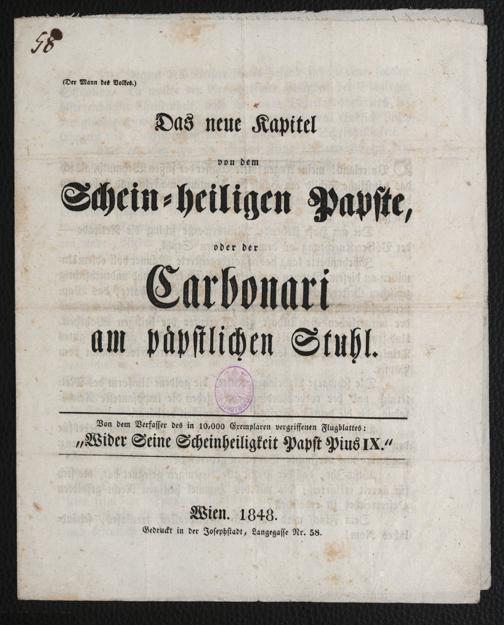 58
(Der Mann des Volkes.)
Das neue Kapitel
von dem
Schein-heiligen Papste,
oder der
Carbonari
am päpstlichen Stuhl.
Von dem Verfasser des in 10,000 Exemplaren vergriffenen Flugblattes:
„Wider Seine Scheinheiligkeit Papst Pius IX.“
Wien. 1848.
Gedruckt in der Josephstadt, Langegasse Nr. 58.